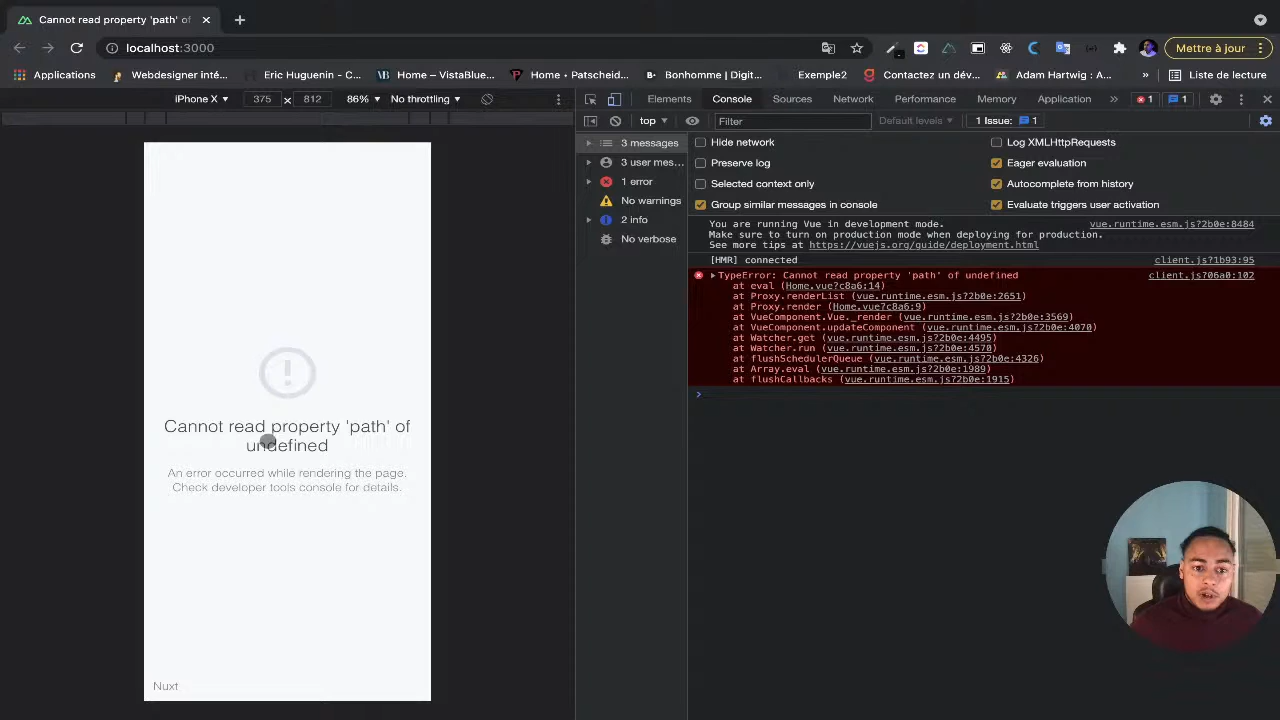 Cannot read property 'path' of
localhost:3000
Mettre à jour
Applications
Webdesigner inté...
Eric Huguenin - C...
Home – VistaBlue...
Home • Patscheid...
Bonhomme | Digit...
Exemple2
Contactez un dév...
Adam Hartwig : A...
»
Liste de lecture
iPhone X
375
×
812
86%
No throttling
Elements
Console
Sources
Network
Performance
Memory
Application
»
1
1
top
Filter
Default levels
1 Issue:
1
3 messages
3 user mes...
1 error
No warnings
2 info
No verbose
Hide network
Log XMLHttpRequests
Preserve log
Eager evaluation
Selected context only
Autocomplete from history
Group similar messages in console
Evaluate triggers user activation
You are running Vue in development mode.
vue.runtime.esm.js?2b0e:8484
Make sure to turn on production mode when deploying for production.
See more tips at https://vuejs.org/guide/deployment.html
[HMR] connected
client.js?1b93:95
TypeError: Cannot read property 'path' of undefined
client.js?06a0:102
at eval (Home.vue?c8a6:14)
at Proxy.renderList (vue.runtime.esm.js?2b0e:2651)
at Proxy.render (Home.vue?c8a6:9)
at VueComponent.Vue._render (vue.runtime.esm.js?2b0e:3569)
at VueComponent.updateComponent (vue.runtime.esm.js?2b0e:4070)
at Watcher.get (vue.runtime.esm.js?2b0e:4495)
at Watcher.run (vue.runtime.esm.js?2b0e:4570)
at flushSchedulerQueue (vue.runtime.esm.js?2b0e:4326)
at Array.eval (vue.runtime.esm.js?2b0e:1989)
at flushCallbacks (vue.runtime.esm.js?2b0e:1915)
Cannot read property 'path' of
undefined
An error occurred while rendering the page.
Check developer tools console for details.
Nuxt